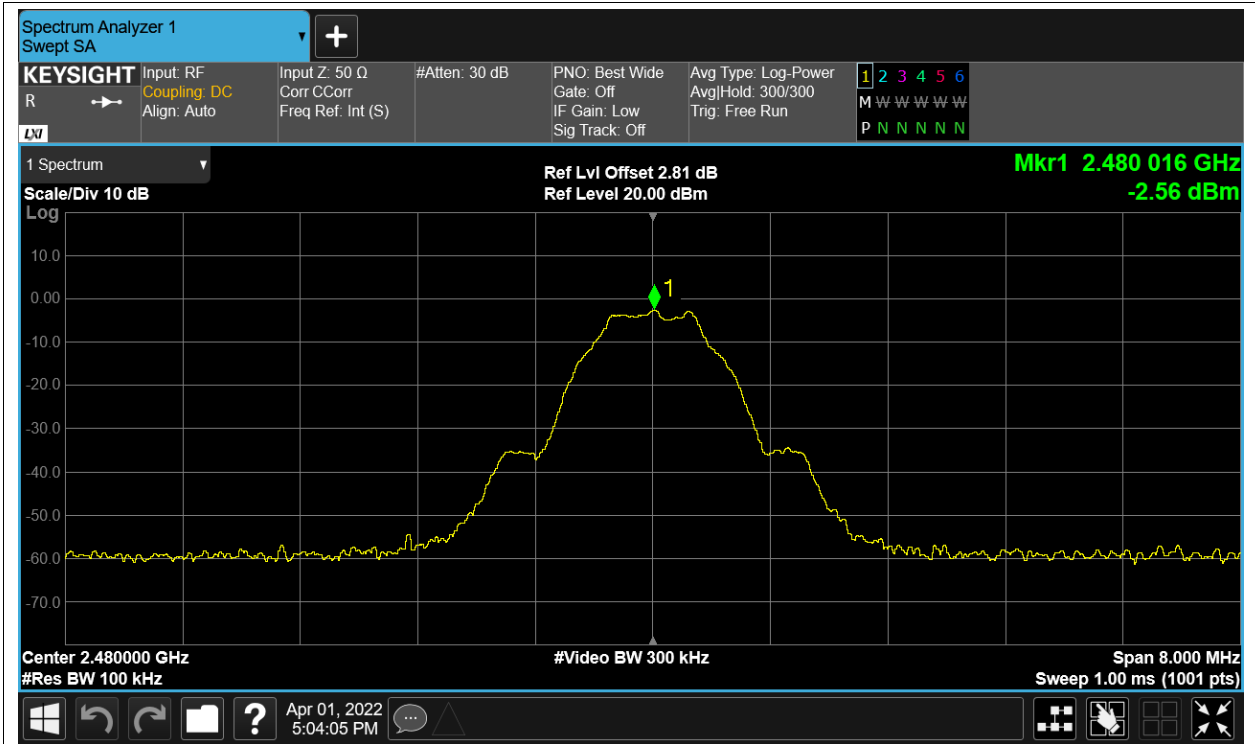 Spectrum Analyzer 1
Swept SA
KEYSIGHT
R
LXI
Input: RF
Coupling: DC
Align: Auto
Input Z: 50 Ω
Corr CCorr
Freq Ref: Int (S)
#Atten: 30 dB
PNO: Best Wide
Gate: Off
IF Gain: Low
Sig Track: Off
Avg Type: Log-Power
Avg|Hold: 300/300
Trig: Free Run
1 2 3 4 5 6
M W W W W W
P N N N N N
1 Spectrum
Scale/Div 10 dB
Log
Ref Lvl Offset 2.81 dB
Ref Level 20.00 dBm
Mkr1 2.480 016 GHz
-2.56 dBm
10.0
0.00
-10.0
-20.0
-30.0
-40.0
-50.0
-60.0
-70.0
1
Center 2.480000 GHz
#Res BW 100 kHz
#Video BW 300 kHz
Span 8.000 MHz
Sweep 1.00 ms (1001 pts)
?
Apr 01, 2022
5:04:05 PM